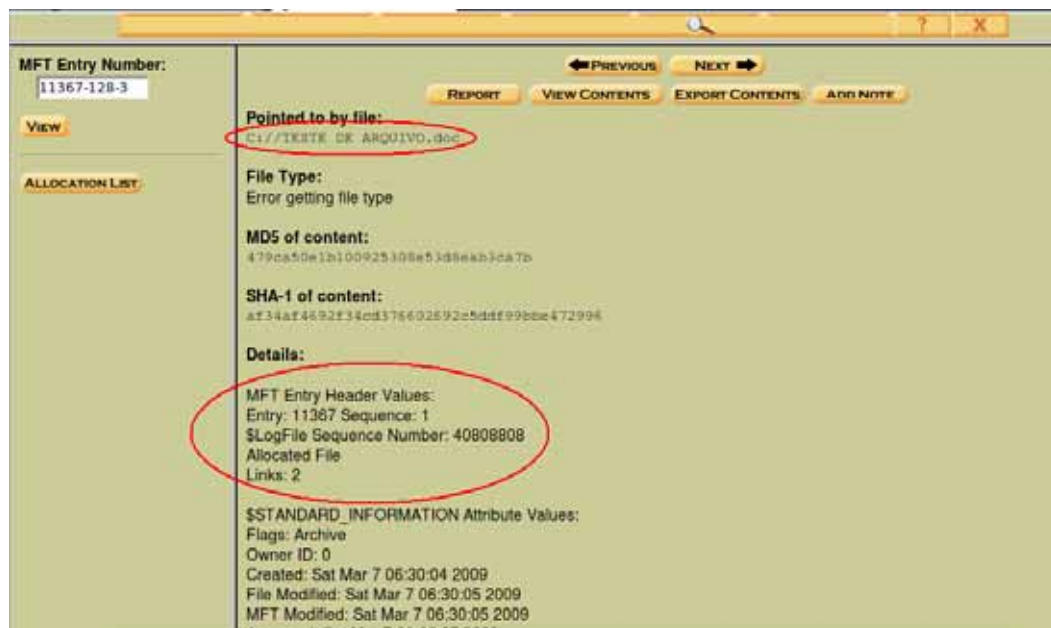 ? X
MFT Entry Number:
11367-128-3
VIEW
ALLOCATION LIST
PREVIOUS NEXT
REPORT VIEW CONTENTS EXPORT CONTENTS ADD NOTE
Pointed to by file:
C://TESTE DE ARQUIVO.doc
File Type:
Error getting file type
MD5 of content:
SHA-1 of content:
Details:
MFT Entry Header Values:
Entry: 11367 Sequence: 1
$LogFile Sequence Number: 40808808
Allocated File
Links: 2
$STANDARD_INFORMATION Attribute Values:
Flags: Archive
Owner ID: 0
Created: Sat Mar 7 06:30:04 2009
File Modified: Sat Mar 7 06:30:05 2009
MFT Modified: Sat Mar 7 06:30:05 2009